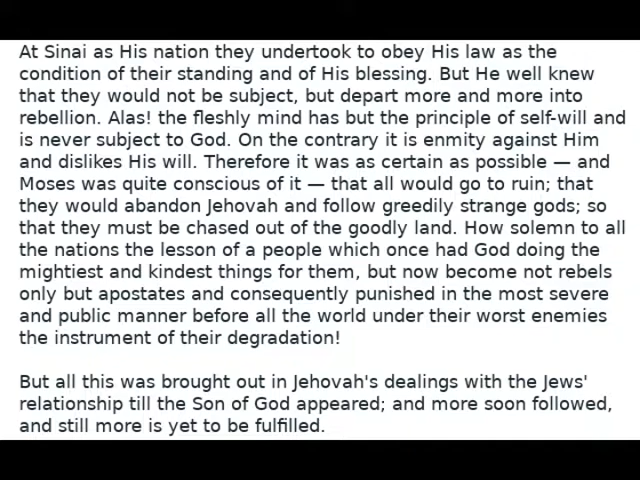 At Sinai as His nation they undertook to obey His law as the
condition of their standing and of His blessing. But He well knew
that they would not be subject, but depart more and more into
rebellion. Alas! the fleshly mind has but the principle of self-will and
is never subject to God. On the contrary it is enmity against Him
and dislikes His will. Therefore it was as certain as possible — and
Moses was quite conscious of it — that all would go to ruin; that
they would abandon Jehovah and follow greedily strange gods; so
that they must be chased out of the goodly land. How solemn to all
the nations the lesson of a people which once had God doing the
mightiest and kindest things for them, but now become not rebels
only but apostates and consequently punished in the most severe
and public manner before all the world under their worst enemies
the instrument of their degradation!
But all this was brought out in Jehovah's dealings with the Jews'
relationship till the Son of God appeared; and more soon followed,
and still more is yet to be fulfilled.